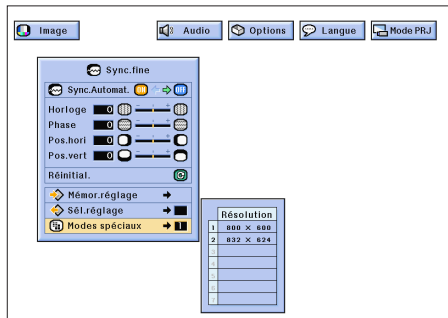 Image
Audio
Options
Langue
Mode PRJ
Sync.fine
Sync.Automat.
Horloge 0
Phase 0
Pos.hori 0
Pos.vert 0
Réinitial.
Mémor.réglage
Sél.réglage
Modes spéciaux 1
Résolution
1 800 × 600
2 832 × 624
3
4
5
6
7